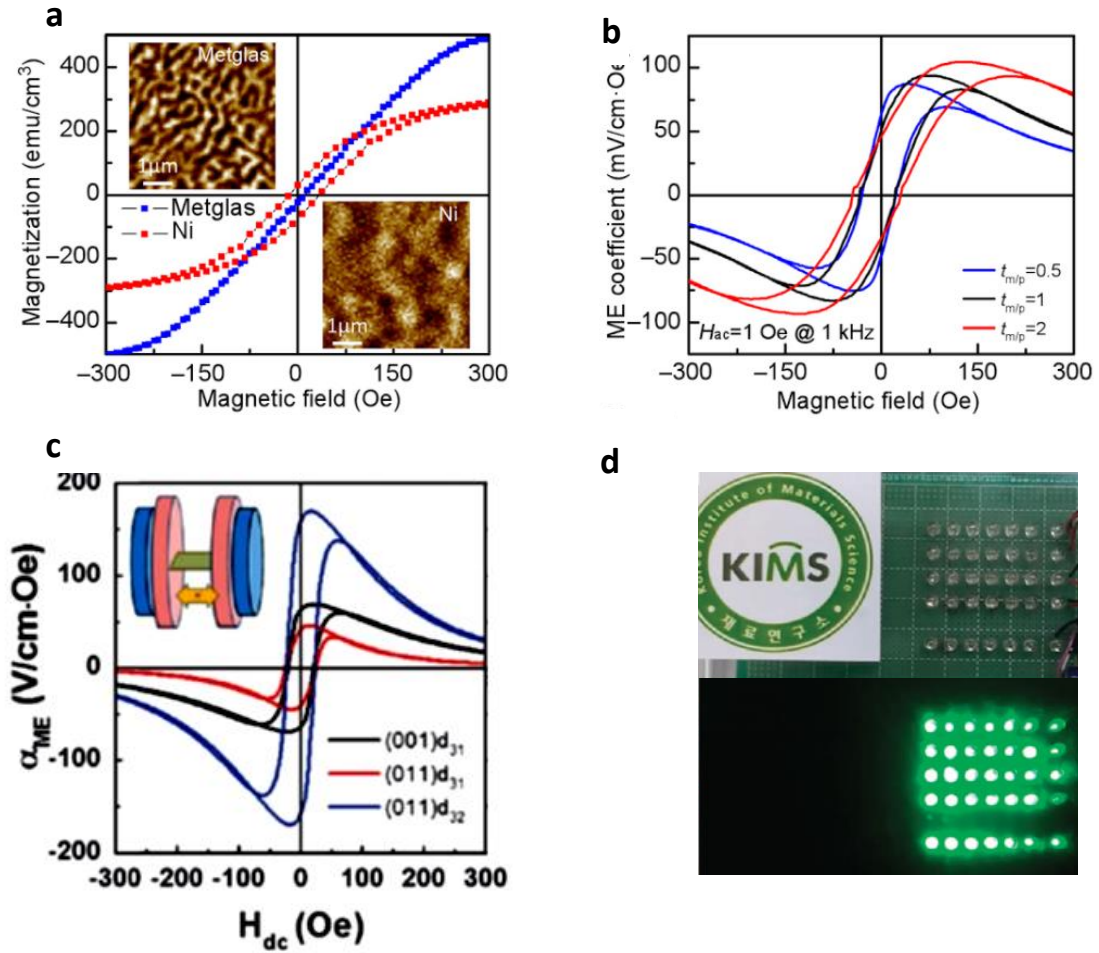 a
400
200
0
−200
−400
−300
−150
0
150
300
Magnetization (emu/cm³)
Magnetic field (Oe)
Metglas
1μm
Metglas
Ni
Ni
1μm
b
100
50
0
−50
−100
−300
−150
0
150
300
ME coefficient (mV/cm·Oe)
Magnetic field (Oe)
t m/p=0.5
t m/p=1
t m/p=2
Hac=1 Oe @ 1 kHz
c
200
100
0
-100
-200
-300
-200
-100
0
100
200
300
αME (V/cm·Oe)
Hdc (Oe)
(001)d31
(011)d31
(011)d32
d
Korea Institute of Materials Science
KIMS
재료연구소